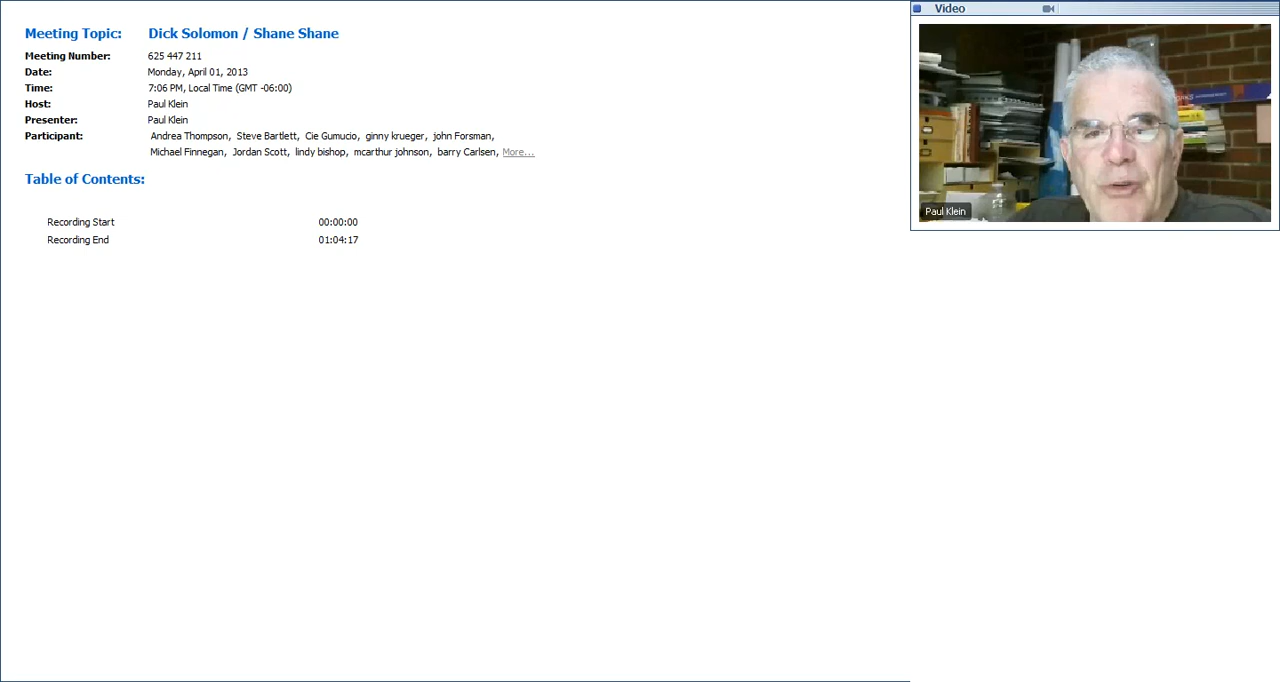 Meeting Topic: Dick Solomon / Shane Shane
Meeting Number: 625 447 211
Date: Monday, April 01, 2013
Time: 7:06 PM, Local Time (GMT -06:00)
Host: Paul Klein
Presenter: Paul Klein
Participant: Andrea Thompson, Steve Bartlett, Cie Gumucio, ginny krueger, john Forsman,
Michael Finnegan, Jordan Scott, lindy bishop, mcarthur johnson, barry Carlsen, More...
Table of Contents:
Recording Start 00:00:00
Recording End 01:04:17
Video
Paul Klein